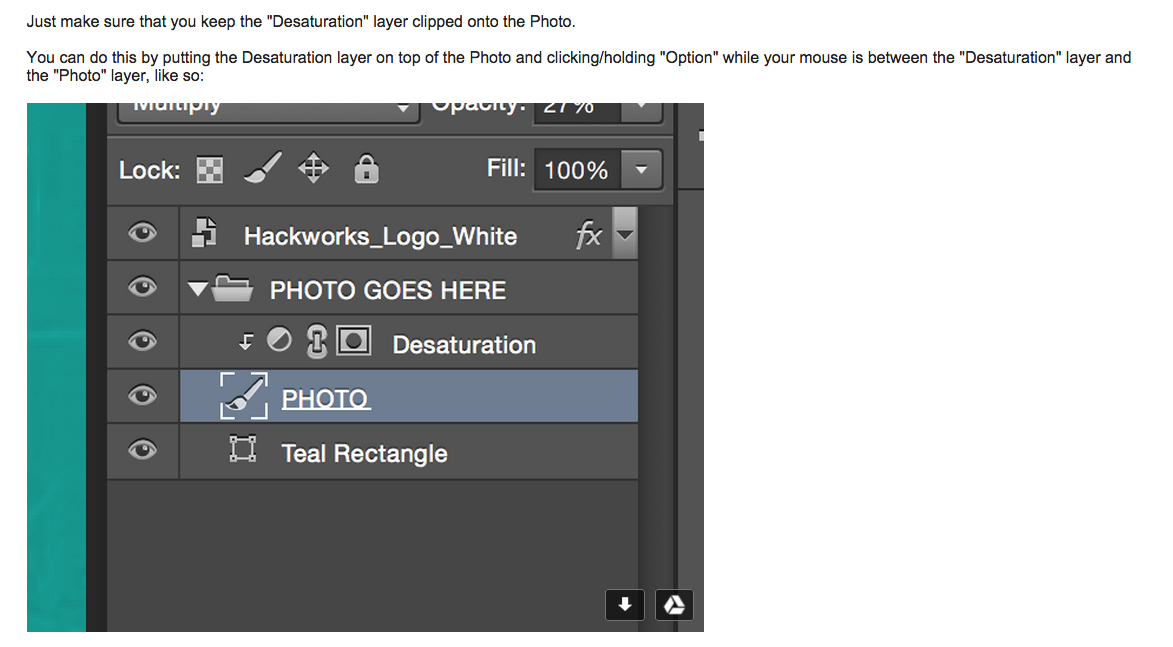 Just make sure that you keep the "Desaturation" layer clipped onto the Photo.
You can do this by putting the Desaturation layer on top of the Photo and clicking/holding "Option" while your mouse is between the "Desaturation" layer and
the "Photo" layer, like so:
Multiply Opacity: 27%
Lock: Fill: 100%
Hackworks_Logo_White fx
PHOTO GOES HERE
Desaturation
PHOTO
Teal Rectangle